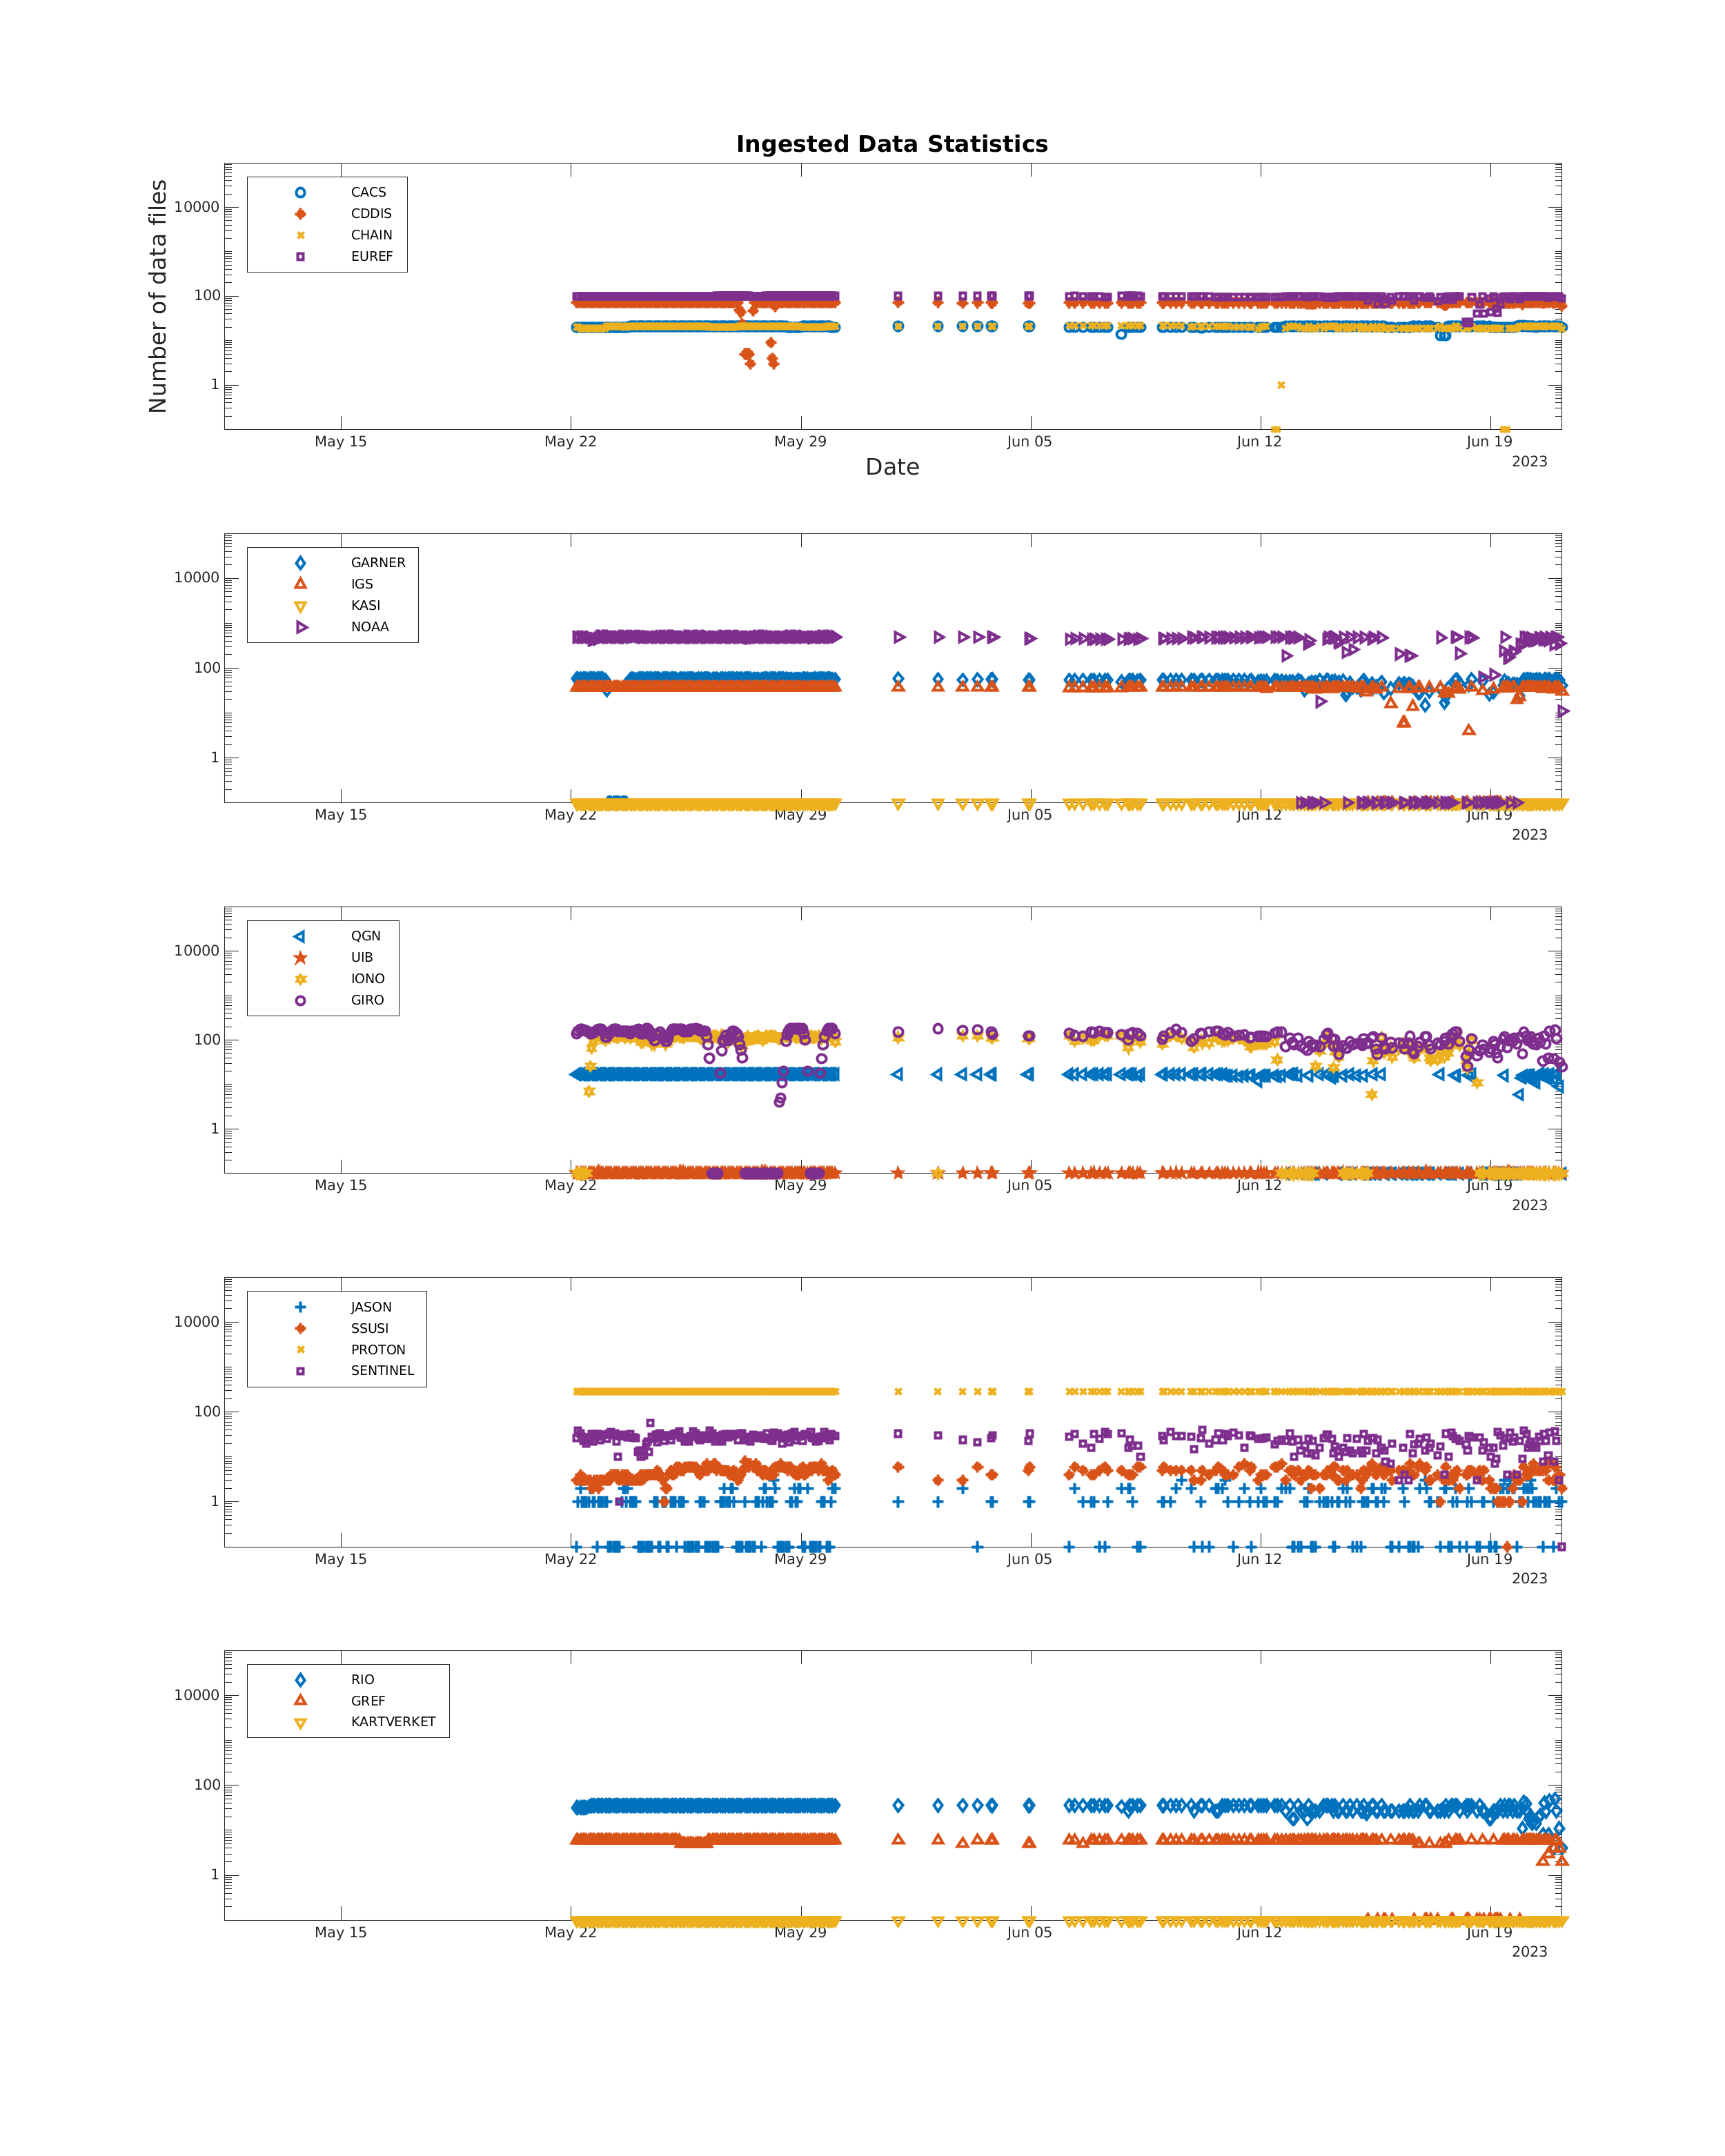 Ingested Data Statistics
Number of data files
CACS
CDDIS
CHAIN
EUREF
10000
100
1
May 15 May 22 May 29 Jun 05 Jun 12 Jun 19
2023
Date
GARNER
IGS
KASI
NOAA
10000
100
1
May 15 May 22 May 29 Jun 05 Jun 12 Jun 19
2023
QGN
UIB
IONO
GIRO
10000
100
1
May 15 May 22 May 29 Jun 05 Jun 12 Jun 19
2023
JASON
SSUSI
PROTON
SENTINEL
10000
100
1
May 15 May 22 May 29 Jun 05 Jun 12 Jun 19
2023
RIO
GREF
KARTVERKET
10000
100
1
May 15 May 22 May 29 Jun 05 Jun 12 Jun 19
2023